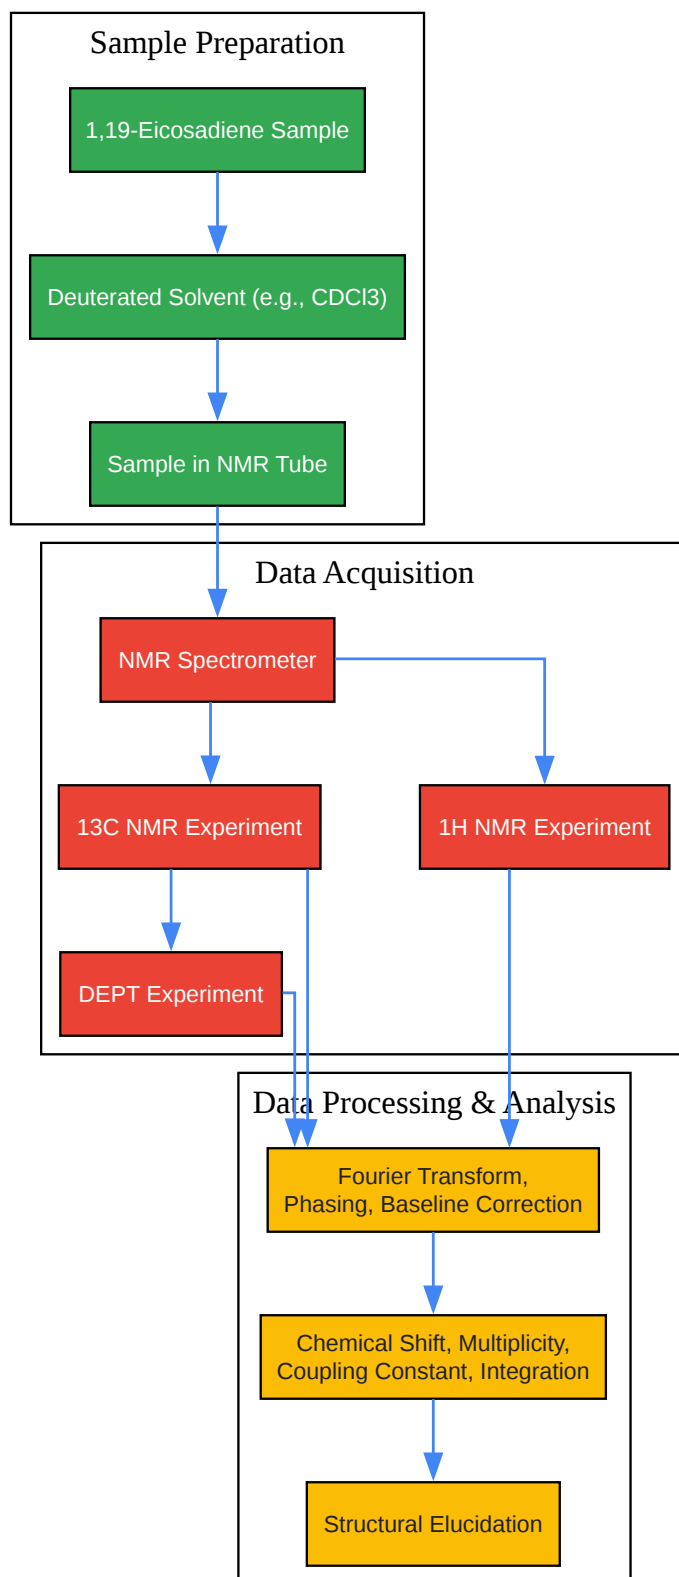 Sample Preparation
1,19-Eicosadiene Sample
Deuterated Solvent (e.g., CDCl3)
Sample in NMR Tube
Data Acquisition
NMR Spectrometer
13C NMR Experiment
1H NMR Experiment
DEPT Experiment
Data Processing & Analysis
Fourier Transform,
Phasing, Baseline Correction
Chemical Shift, Multiplicity,
Coupling Constant, Integration
Structural Elucidation